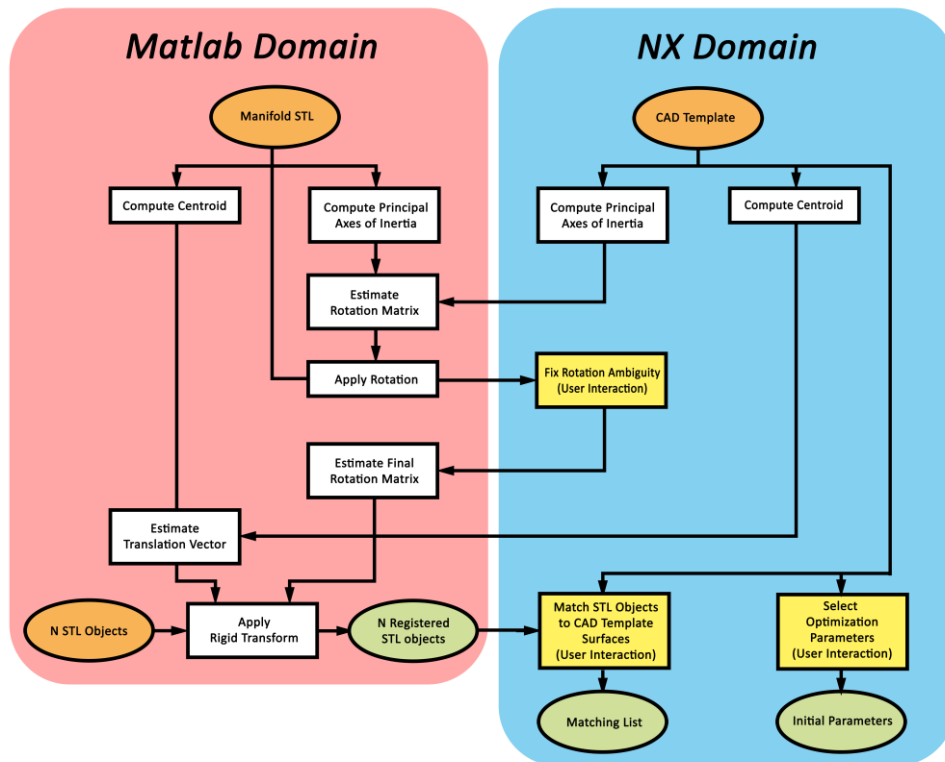 Matlab Domain
NX Domain
Manifold STL
CAD Template
Compute Centroid
Compute Principal
Axes of Inertia
Compute Principal
Axes of Inertia
Compute Centroid
Estimate
Rotation Matrix
Apply Rotation
Fix Rotation Ambiguity
(User Interaction)
Estimate Final
Rotation Matrix
Estimate
Translation Vector
N STL Objects
Apply
Rigid Transform
N Registered
STL objects
Match STL Objects
to CAD Template
Surfaces
(User Interaction)
Select
Optimization
Parameters
(User Interaction)
Matching List
Initial Parameters